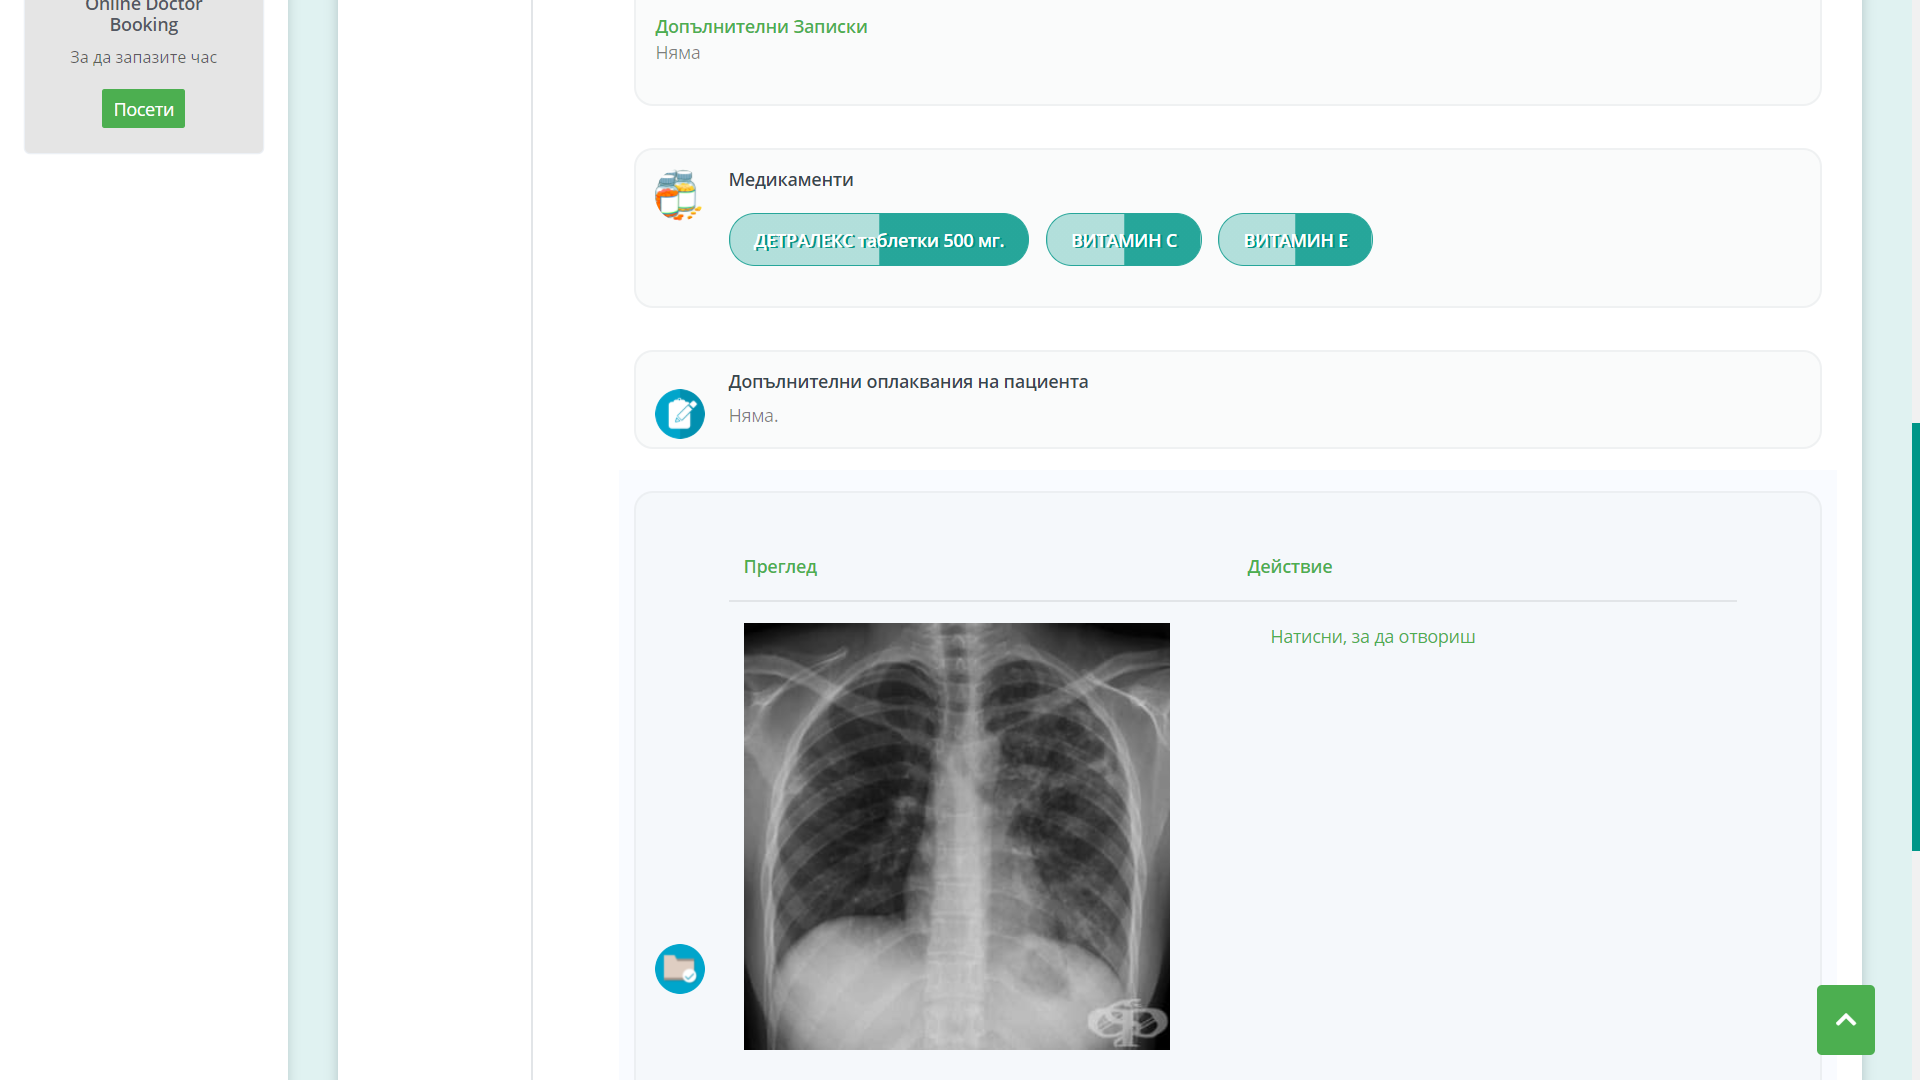 Online Doctor
Booking
За да запазите час
Посети
Допълнителни Записки
Няма
Медикаменти
ДЕТРАЛЕКС таблетки 500 мг.
ВИТАМИН C
ВИТАМИН E
Допълнителни оплаквания на пациента
Няма.
Преглед
Действие
Натисни, за да отвориш